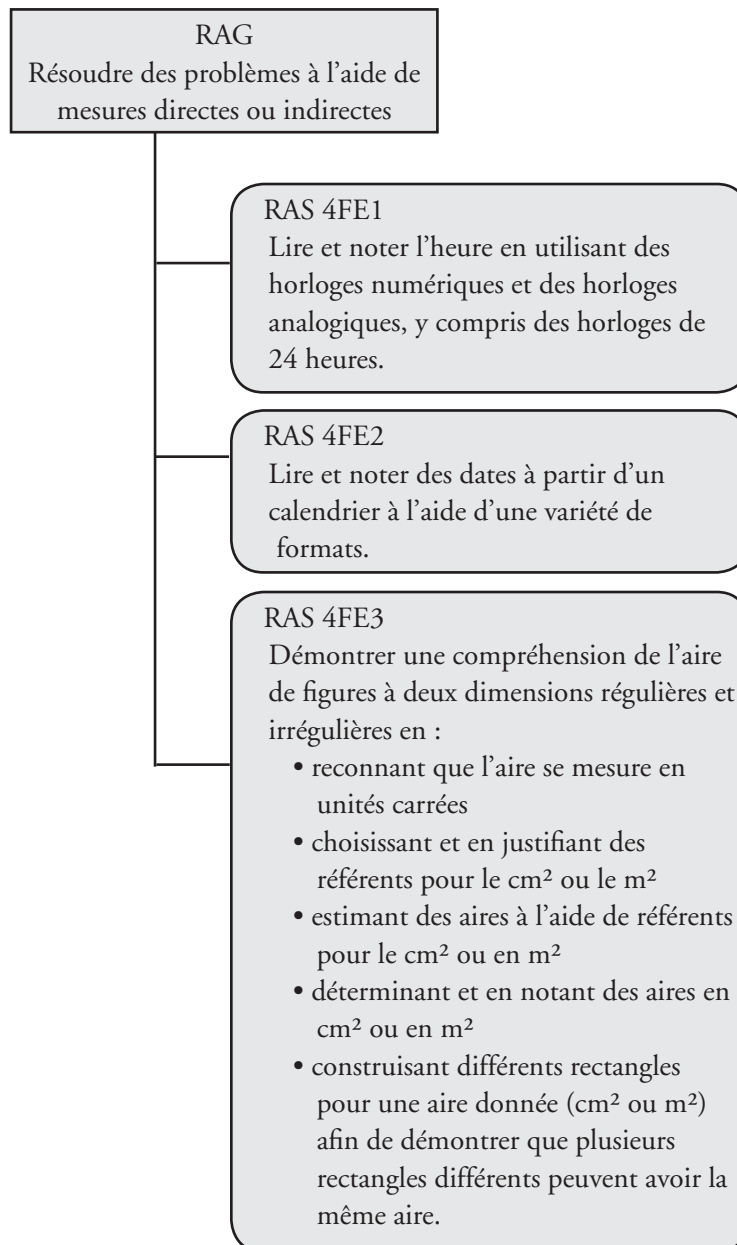 RAG
Résoudre des problèmes à l’aide de
mesures directes ou indirectes
RAS 4FE1
Lire et noter l’heure en utilisant des
horloges numériques et des horloges
analogiques, y compris des horloges de
24 heures.
RAS 4FE2
Lire et noter des dates à partir d’un
calendrier à l’aide d’une variété de
formats.
RAS 4FE3
Démontrer une compréhension de l’aire
de figures à deux dimensions régulières et
irrégulières en :
• reconnant que l’aire se mesure en
unités carrées
• choisissant et en justifiant des
référents pour le cm² ou le m²
• estimant des aires à l’aide de référents
pour le cm² ou en m²
• déterminant et en notant des aires en
cm² ou en m²
• construisant différents rectangles
pour une aire donnée (cm² ou m²)
afin de démontrer que plusieurs
rectangles différents peuvent avoir la
même aire.